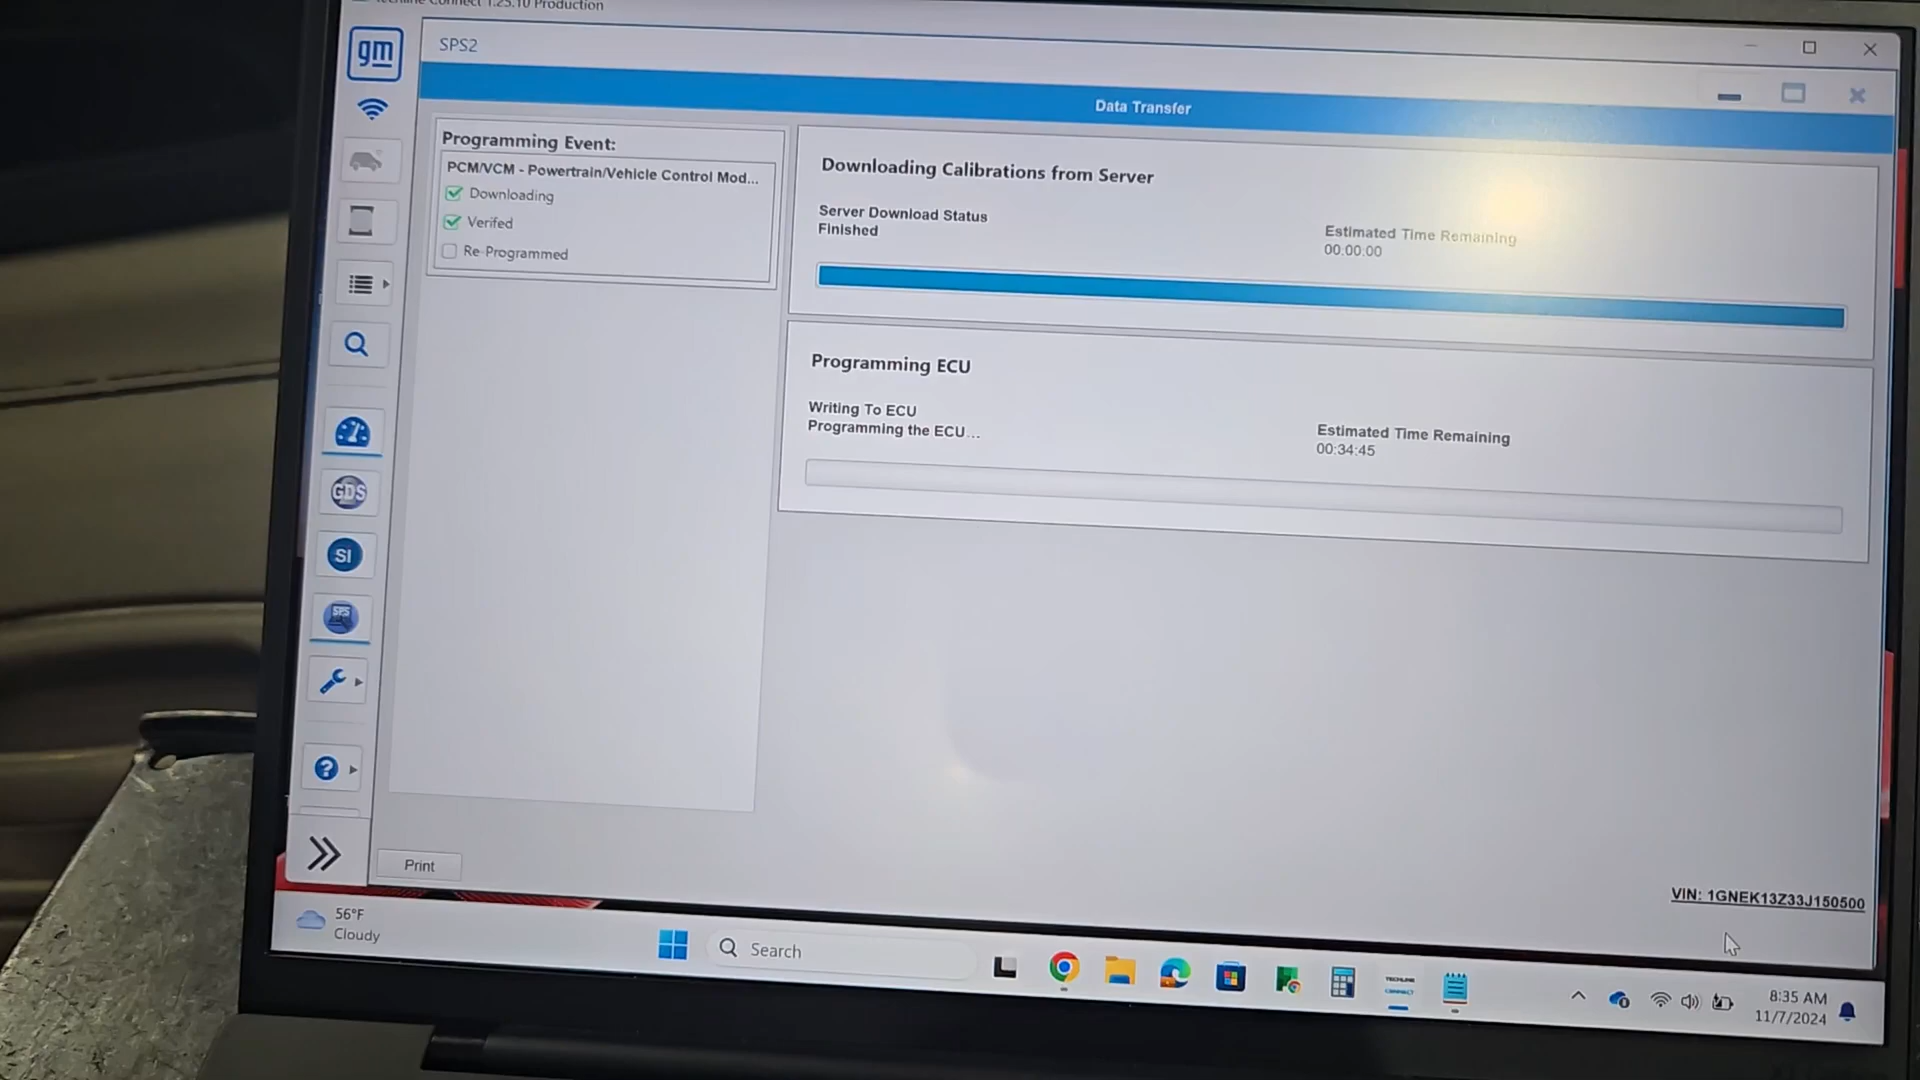 Techline Connect 1.25.10 Production
gm
SPS2
Data Transfer
Programming Event:
PCM/VCM - Powertrain/Vehicle Control Mod...
Downloading
Verifed
Re-Programmed
Downloading Calibrations from Server
Server Download Status
Finished
Estimated Time Remaining
00:00:00
Programming ECU
Writing To ECU
Programming the ECU...
Estimated Time Remaining
00:34:45
GDS
SI
SPS
?
Print
VIN: 1GNEK13Z33J150500
56°F
Cloudy
Search
TECHLINE
CONNECT
8:35 AM
11/7/2024